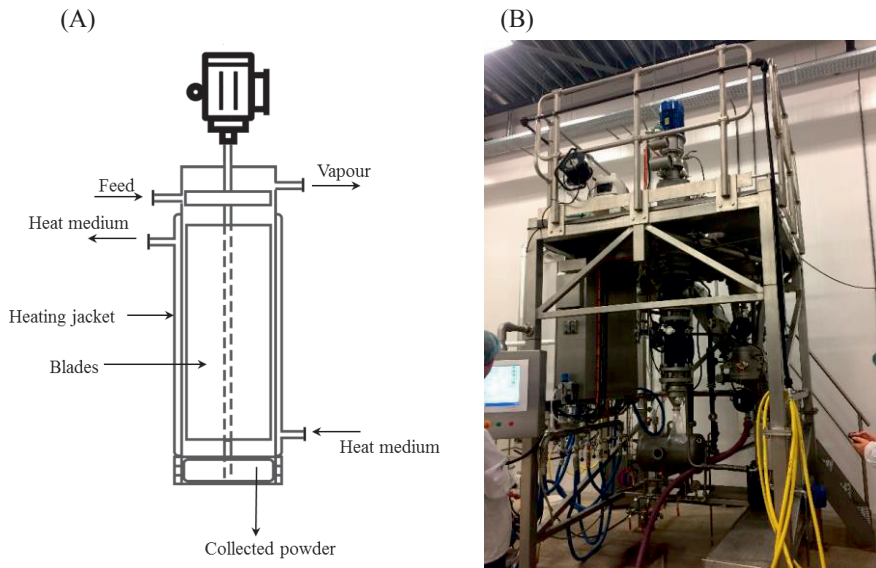 (A)
(B)
Feed
Vapour
Heat medium
Heating jacket
Blades
Heat medium
Collected powder